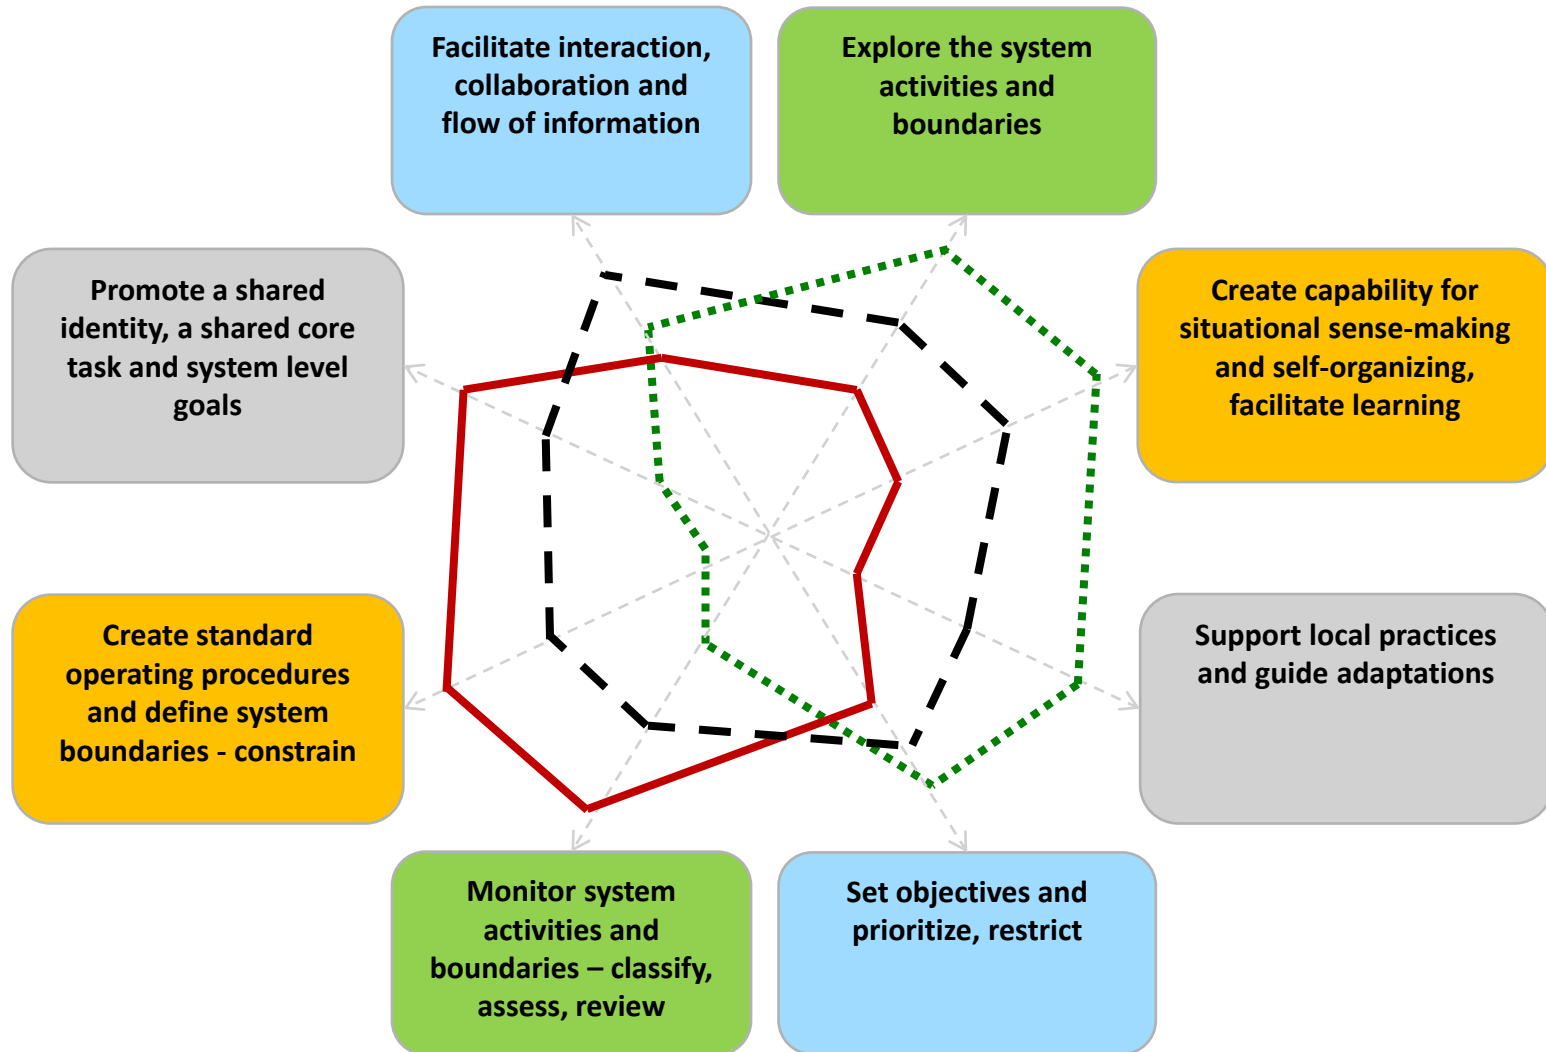 Facilitate interaction,
collaboration and
flow of information
Explore the system
activities and
boundaries
Promote a shared
identity, a shared core
task and system level
goals
Create capability for
situational sense-making
and self-organizing,
facilitate learning
Create standard
operating procedures
and define system
boundaries - constrain
Support local practices
and guide adaptations
Monitor system
activities and
boundaries – classify,
assess, review
Set objectives and
prioritize, restrict